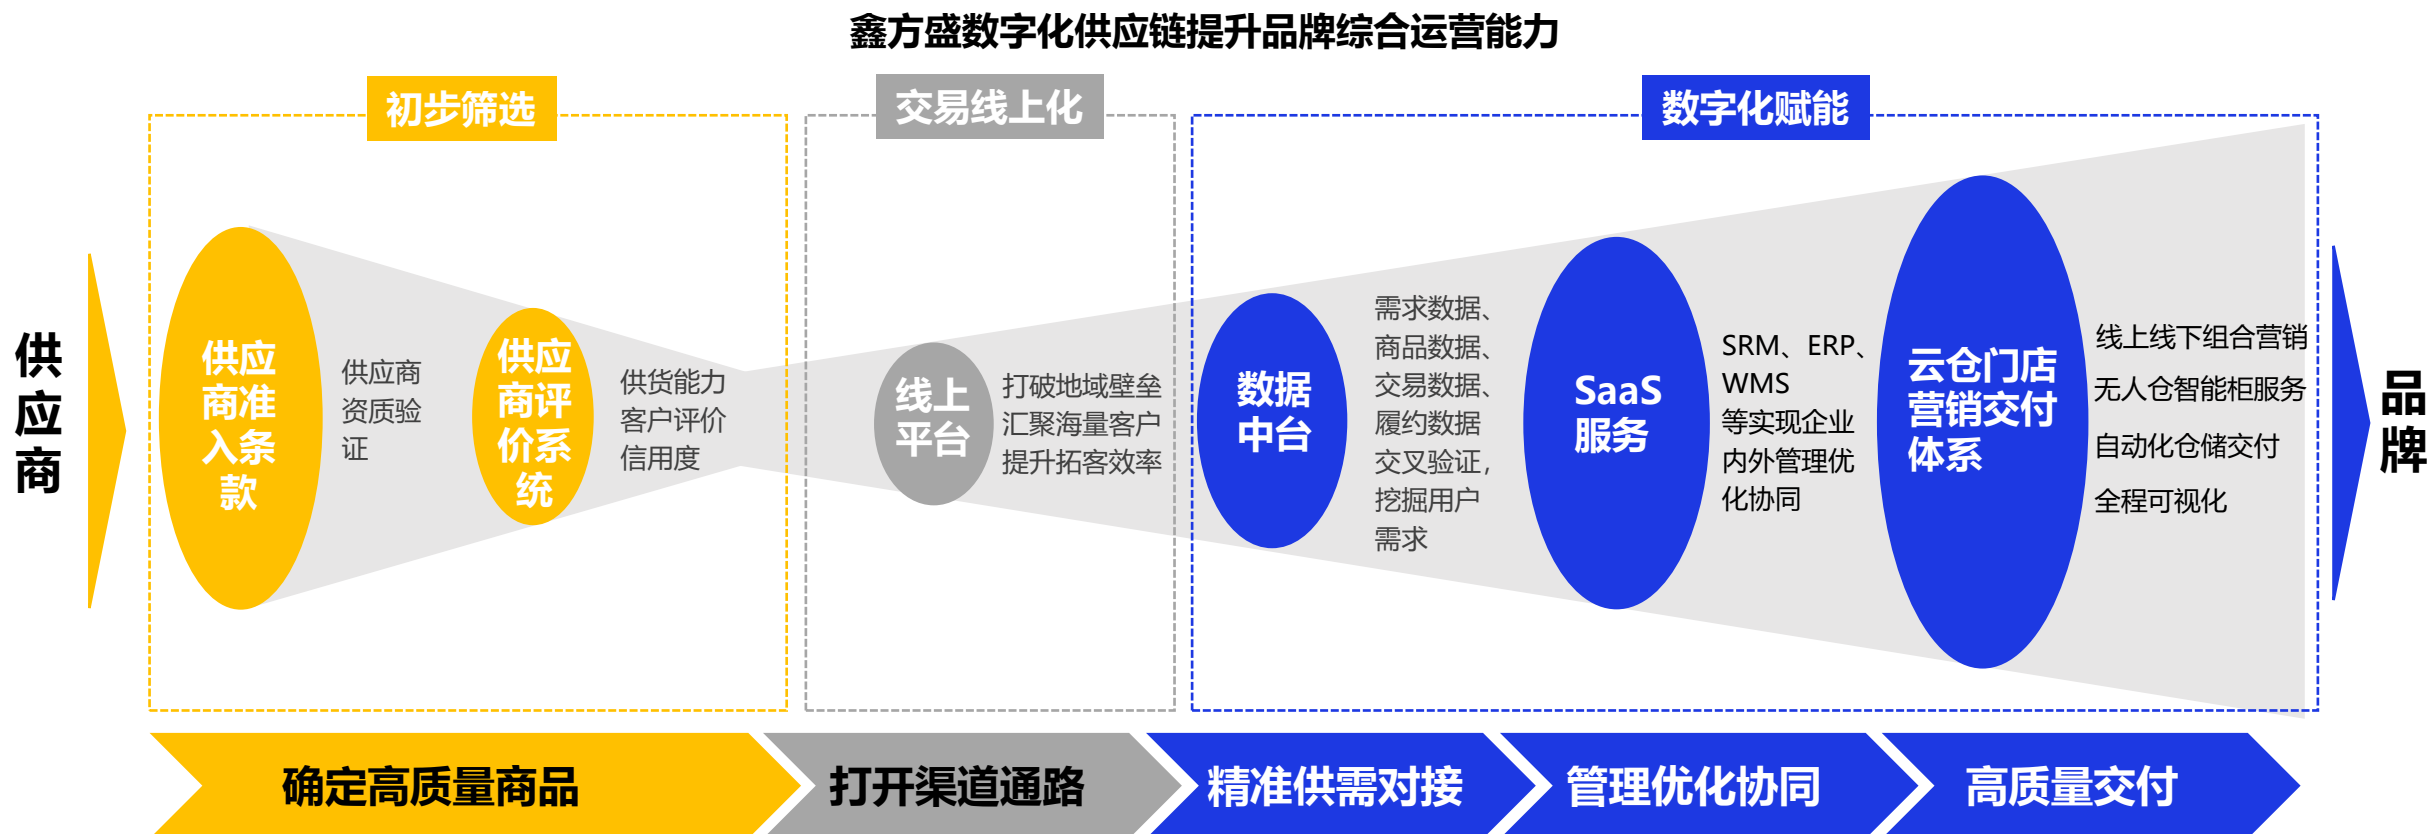 鑫方盛数字化供应链提升品牌综合运营能力
初步筛选
交易线上化
数字化赋能
供
应
商
供应
商准
入条
款
供应商
资质验
证
供应
商评
价系
统
供货能力
客户评价
信用度
线上
平台
打破地域壁垒
汇聚海量客户
提升拓客效率
数据
中台
需求数据、
商品数据、
交易数据、
履约数据
交叉验证，
挖掘用户
需求
SaaS
服务
SRM、ERP、
WMS
等实现企业
内外管理优
化协同
云仓门店
营销交付
体系
线上线下组合营销
无人仓智能柜服务
自动化仓储交付
全程可视化
品
牌
确定高质量商品
打开渠道通路
精准供需对接
管理优化协同
高质量交付